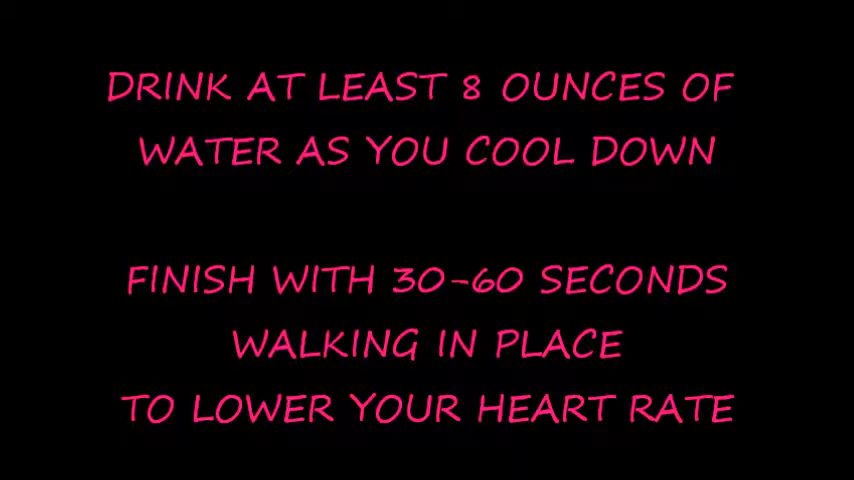 DRINK AT LEAST 8 OUNCES OF
WATER AS YOU COOL DOWN
FINISH WITH 30-60 SECONDS
WALKING IN PLACE
TO LOWER YOUR HEART RATE